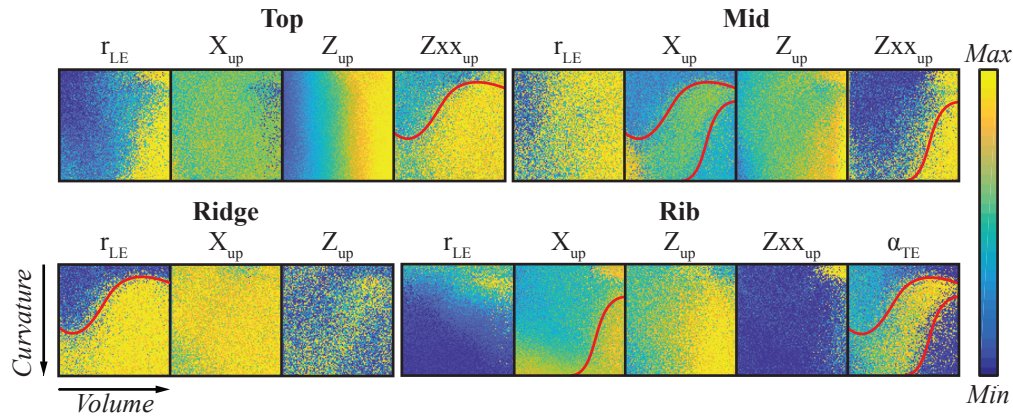 Top Mid
r_LE X_up Z_up Zxx_up r_LE X_up Z_up Zxx_up Max
Ridge Rib
r_LE X_up Z_up r_LE X_up Z_up Zxx_up α_TE
Curvature
Volume
Min